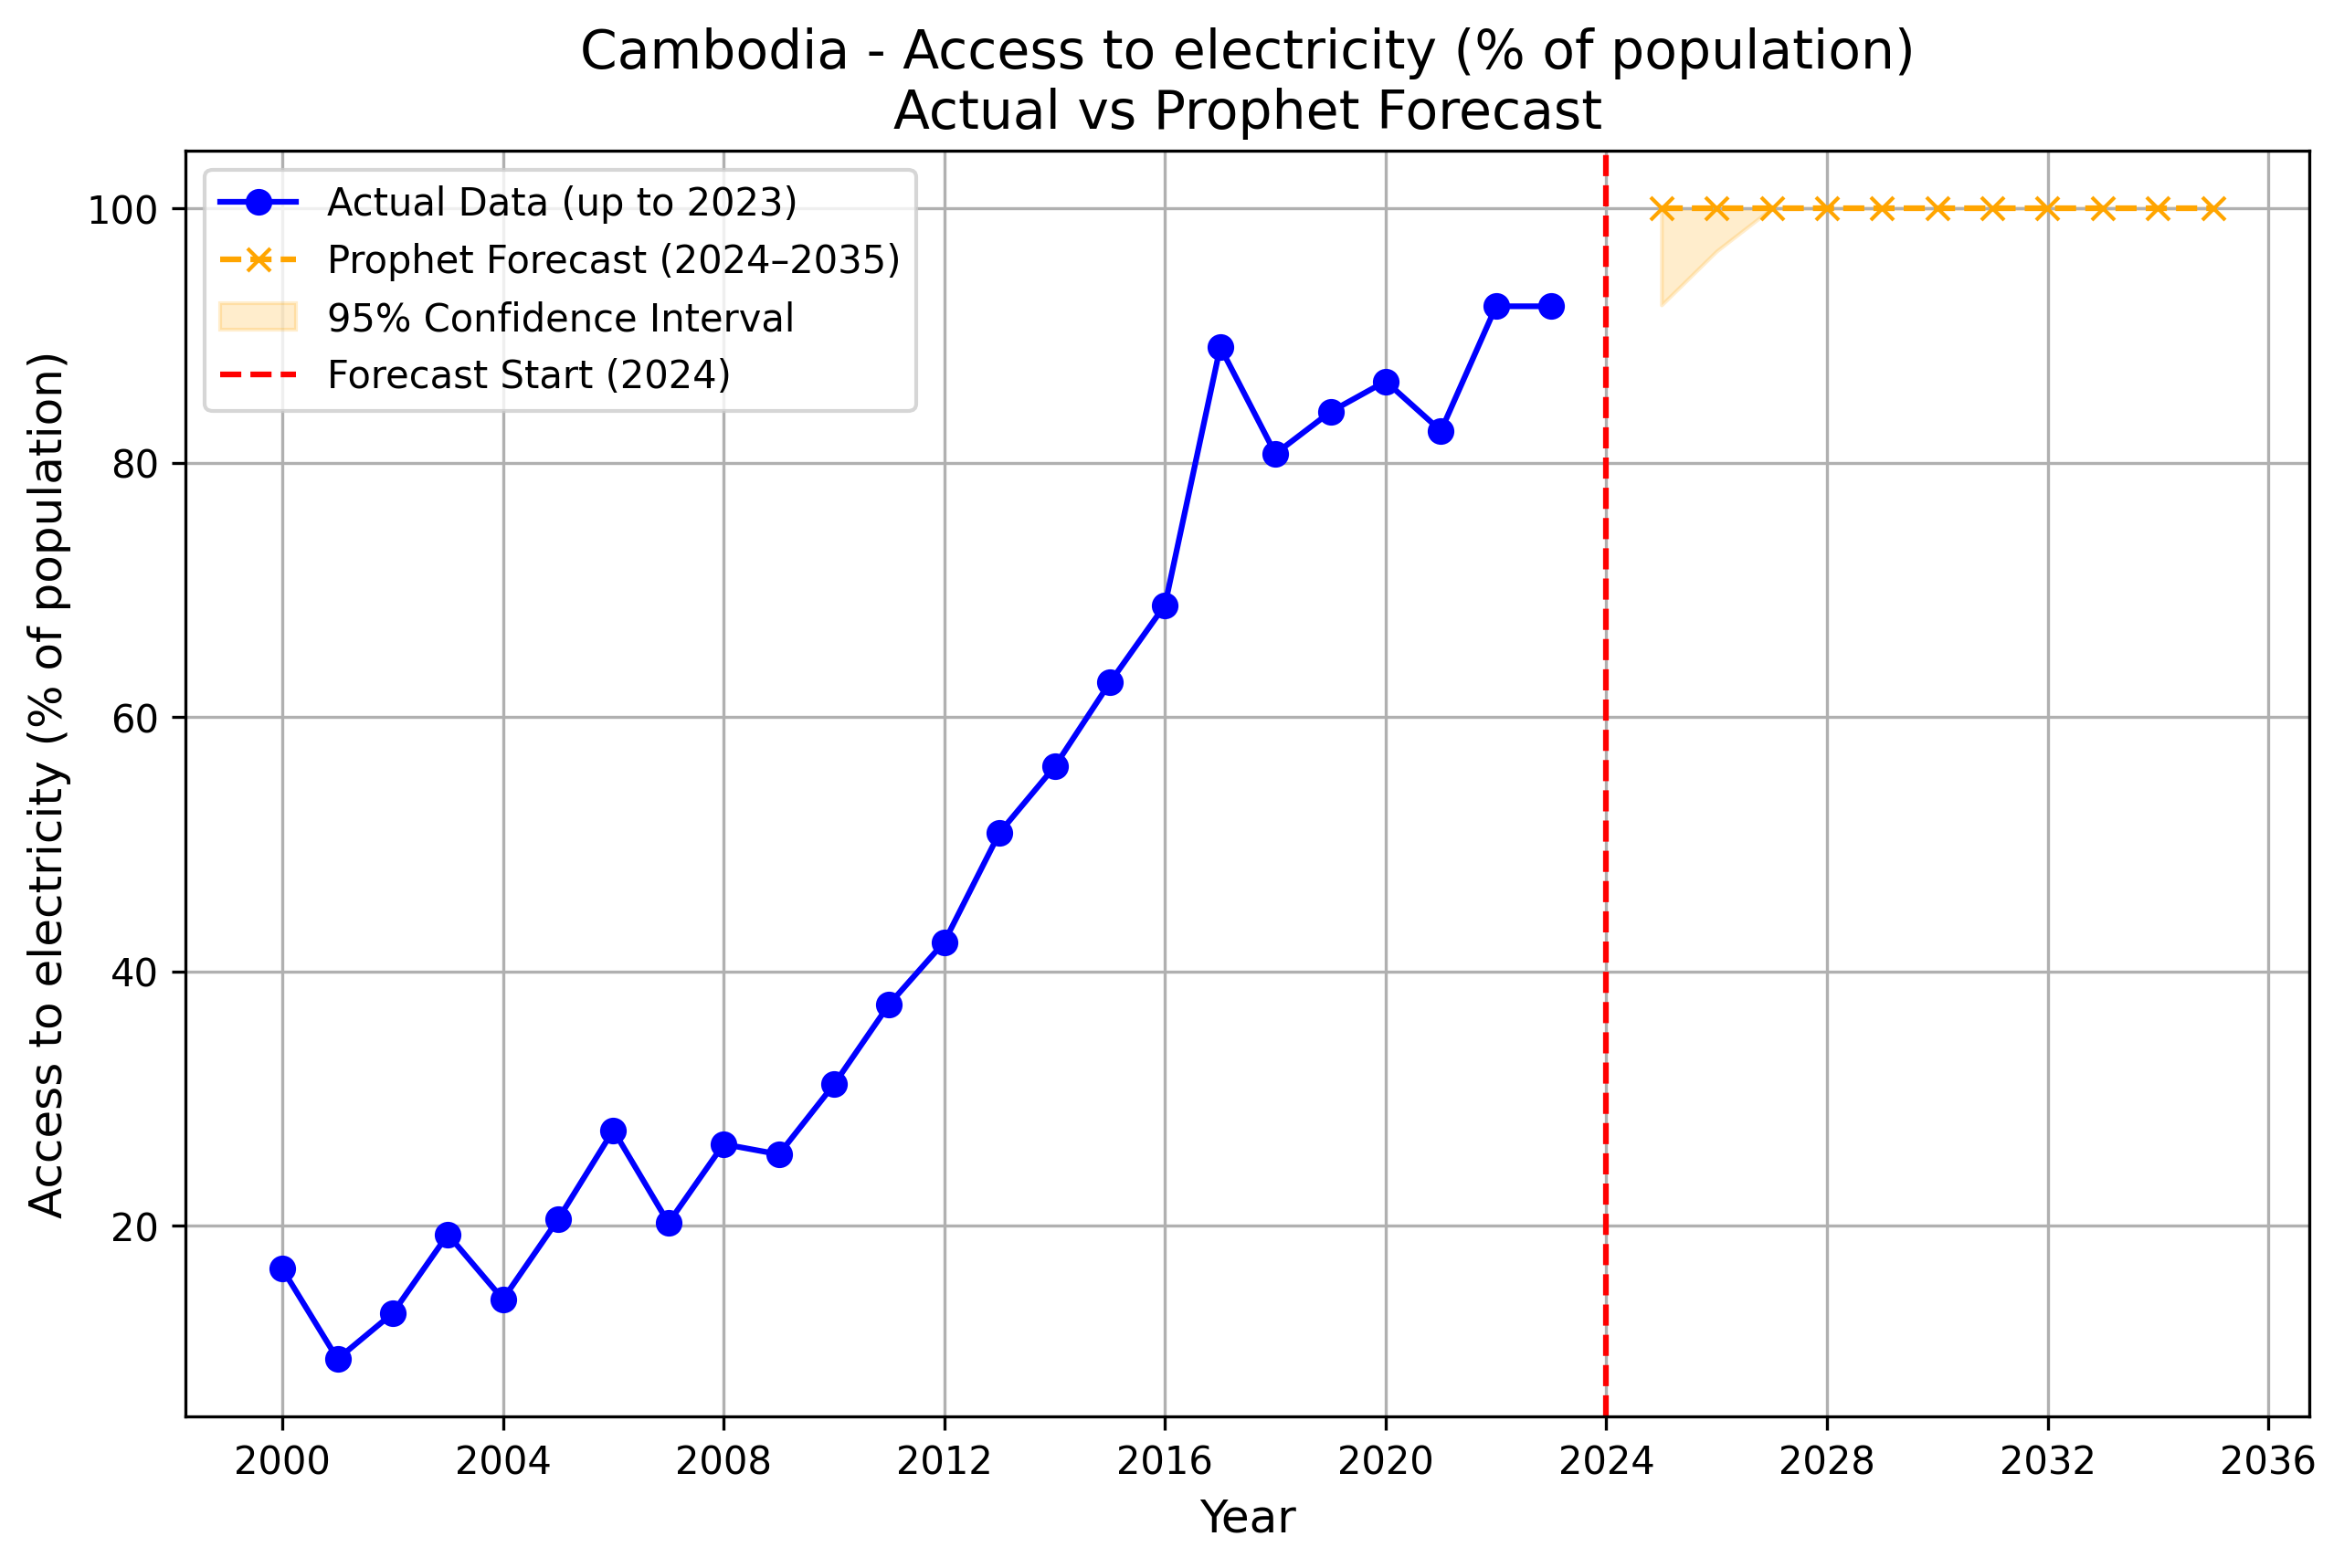 Cambodia - Access to electricity (% of population)
Actual vs Prophet Forecast
Actual Data (up to 2023)
Prophet Forecast (2024–2035)
95% Confidence Interval
Forecast Start (2024)
Access to electricity (% of population)
100
80
60
40
20
2000 2004 2008 2012 2016 2020 2024 2028 2032 2036
Year